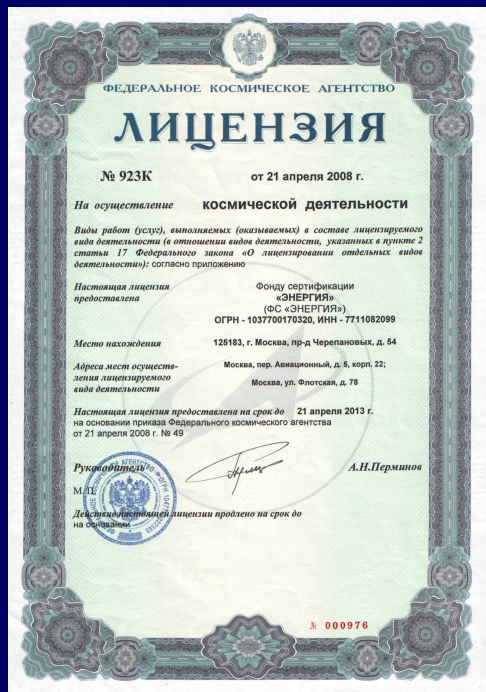 ФЕДЕРАЛЬНОЕ КОСМИЧЕСКОЕ АГЕНТСТВО
ЛИЦЕНЗИЯ
№ 923К от 21 апреля 2008 г.
На осуществление космической деятельности
Виды работ (услуг), выполняемых (оказываемых) в составе лицензируемого
вида деятельности (в отношении видов деятельности, указанных в пункте 2
статьи 17 Федерального закона «О лицензировании отдельных видов
деятельности»): согласно приложению
Настоящая лицензия Фонду сертификации
предоставлена «ЭНЕРГИЯ»
(ФС «ЭНЕРГИЯ»)
ОГРН - 1037700170320, ИНН - 7711082099
Место нахождения 125183, г. Москва, пр-д Черепановых, д. 54
Адреса мест осуществ- Москва, пер. Авиационный, д. 5, корп. 22;
ления лицензируемого
вида деятельности Москва, ул. Флотская, д. 78
Настоящая лицензия предоставлена на срок до 21 апреля 2013 г.
на основании приказа Федерального космического агентства
от 21 апреля 2008 г. № 49
Руководитель А.Н.Перминов
М. П.
Действие настоящей лицензии продлено на срок до
на основании
№ 000976